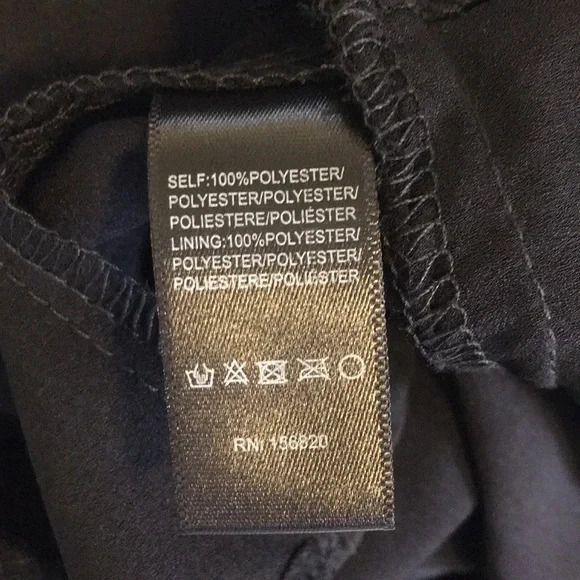 SELF:100%POLYESTER/
POLYESTER/POLYESTER/
POLIESTERE/POLIÉSTER
LINING:100%POLYESTER/
POLYESTER/POLYESTER/
POLIESTERE/POLIÉSTER
RN: 156820